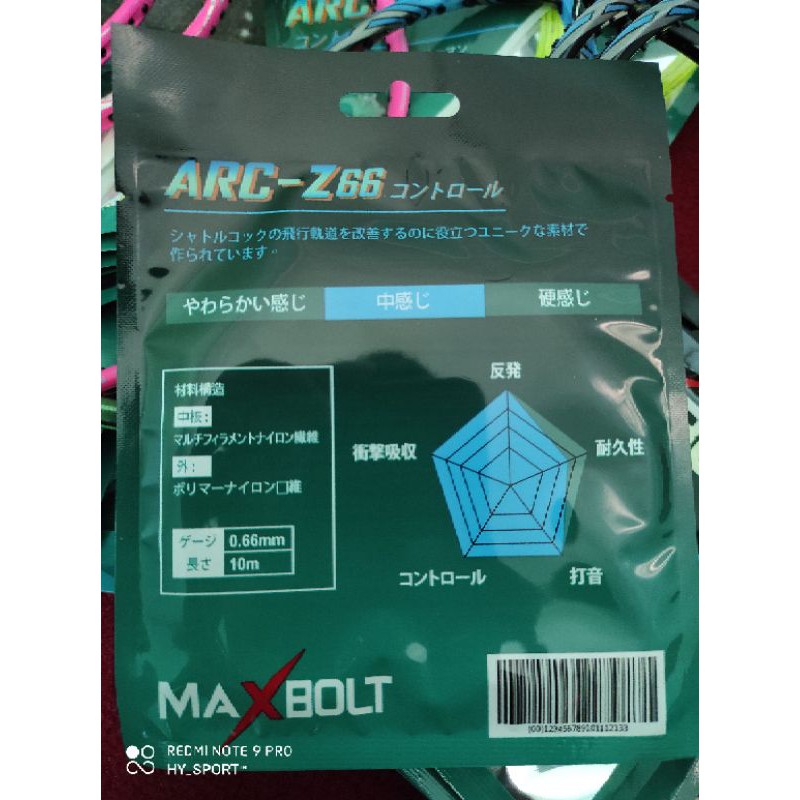 ARC
ARC-Z66 コントロール
シャトルコックの飛行軌道を改善するのに役立つユニークな素材で
作られています。
やわらかい感じ 中感じ 硬感じ
材料構造
中核:
マルチフィラメントナイロン繊維
外:
ポリマーナイロン□維
ゲージ 0.66mm
長さ 10m
反発
耐久性
衝撃吸収
コントロール
打音
MAXBOLT
REDMI NOTE 9 PRO
HY_SPORT™